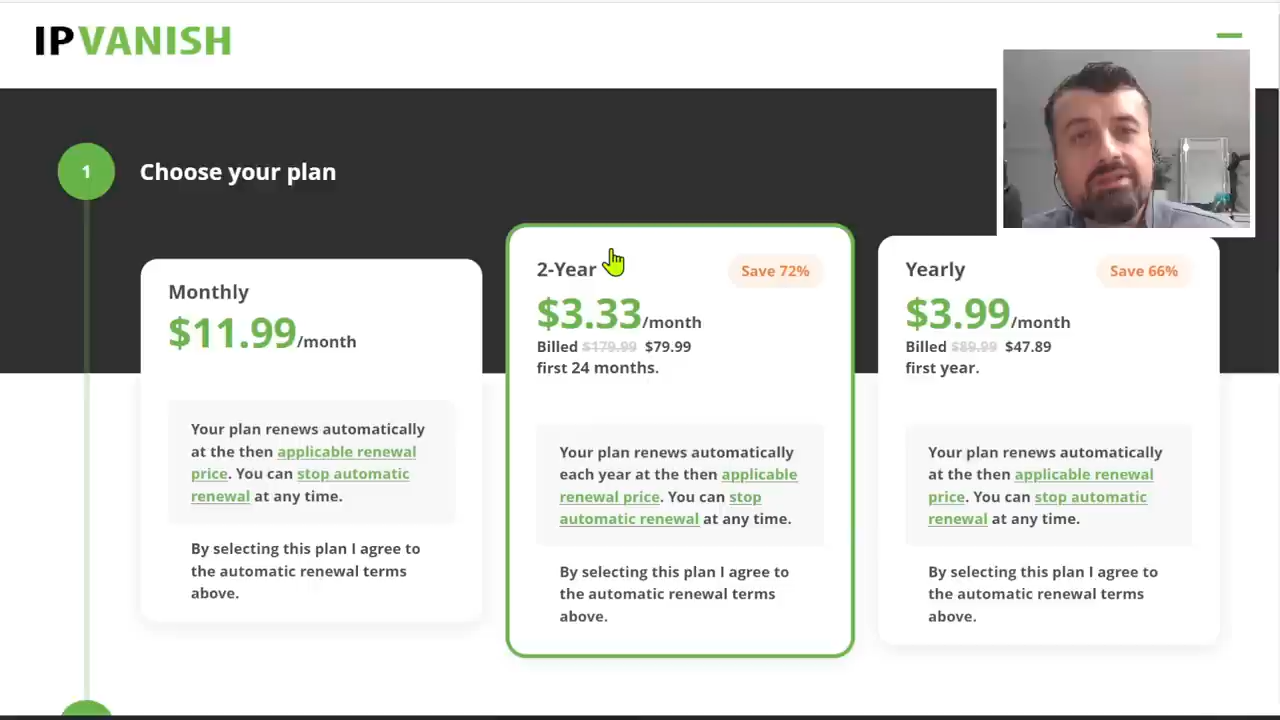 IPVANISH
1
Choose your plan
Monthly
$11.99/month
Your plan renews automatically
at the then applicable renewal
price. You can stop automatic
renewal at any time.
By selecting this plan I agree to
the automatic renewal terms
above.
2-Year
Save 72%
$3.33/month
Billed $179.99 $79.99
first 24 months.
Your plan renews automatically
each year at the then applicable
renewal price. You can stop
automatic renewal at any time.
By selecting this plan I agree to
the automatic renewal terms
above.
Yearly
Save 66%
$3.99/month
Billed $89.99 $47.89
first year.
Your plan renews automatically
at the then applicable renewal
price. You can stop automatic
renewal at any time.
By selecting this plan I agree to
the automatic renewal terms
above.